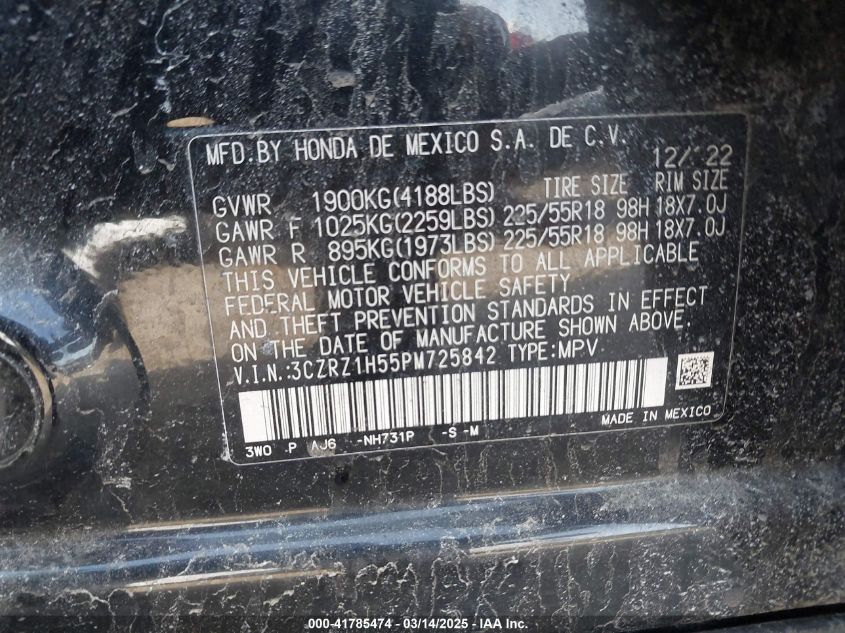 MFD.BY HONDA DE MEXICO S.A. DE C.V. 12/22
GVWR 1900KG(4188LBS) TIRE SIZE RIM SIZE
GAWR F 1025KG(2259LBS) 225/55R18 98H 18X7.0J
GAWR R 895KG(1973LBS) 225/55R18 98H 18X7.0J
THIS VEHICLE CONFORMS TO ALL APPLICABLE
FEDERAL MOTOR VEHICLE SAFETY
AND THEFT PREVENTION STANDARDS IN EFFECT
ON THE DATE OF MANUFACTURE SHOWN ABOVE.
V.I.N.:3CZRZ1H55PM725842 TYPE:MPV
MADE IN MEXICO
3W0 .P AJ6 -NH731P -S -M
000-41785474 - 03/14/2025 - IAA Inc.